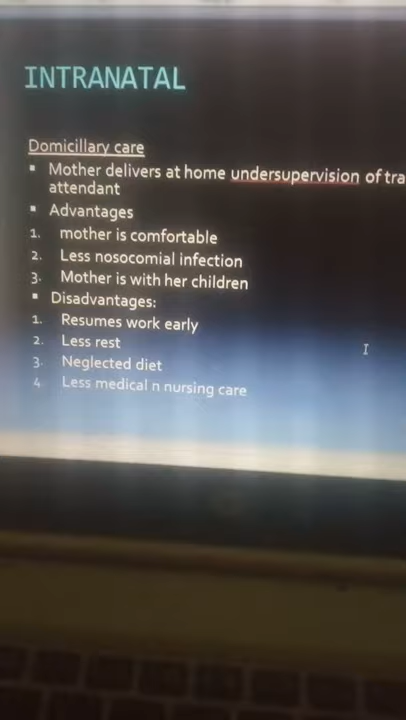 INTRANATAL
Domicillary care
▪ Mother delivers at home undersupervision of
attendant
▪ Advantages
1. mother is comfortable
2. Less nosocomial infection
3. Mother is with her children
▪ Disadvantages:
1. Resumes work early
2. Less rest
3. Neglected diet
4. Less medical n nursing care